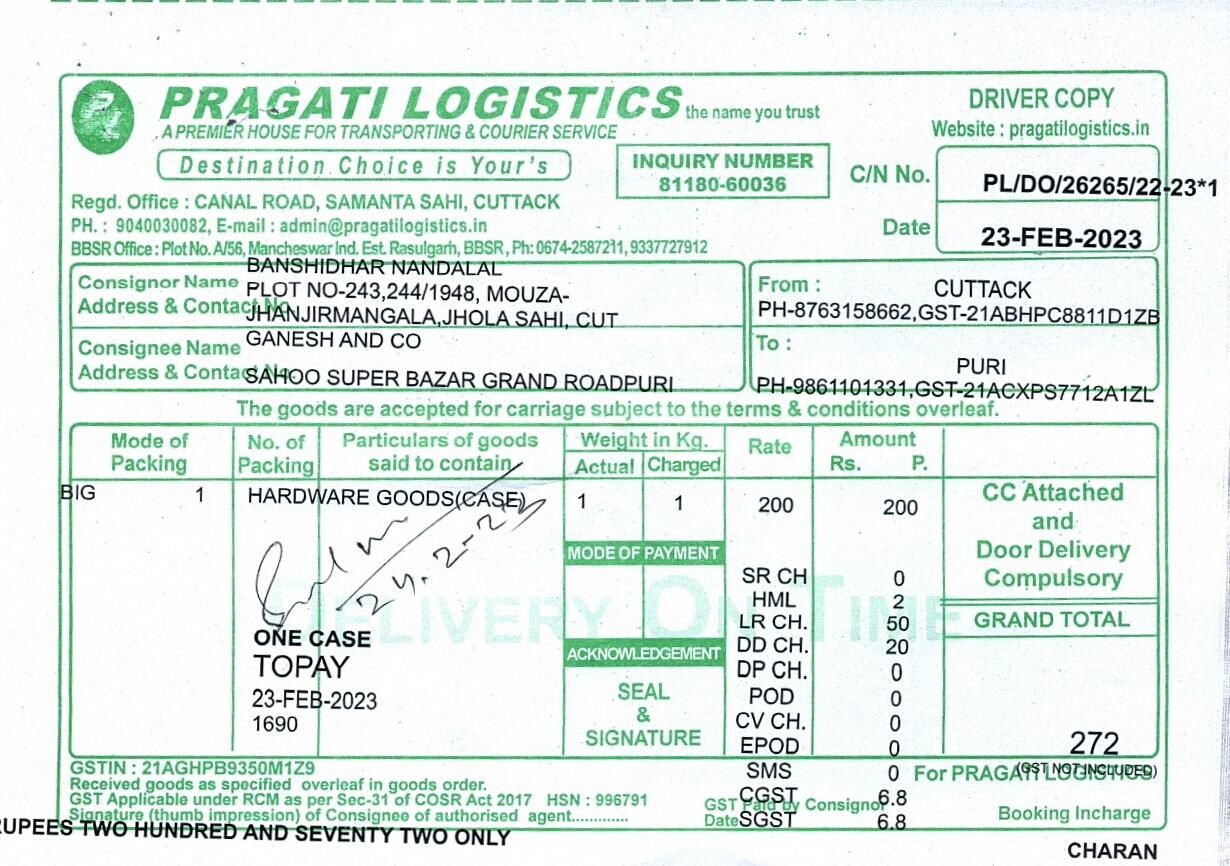 PRAGATI LOGISTICS the name you trust
A PREMIER HOUSE FOR TRANSPORTING & COURIER SERVICE
Destination Choice is Your's
DRIVER COPY
Website : pragatilogistics.in
INQUIRY NUMBER
81180-60036
C/N No. PL/DO/26265/22-23*1
Date 23-FEB-2023
Regd. Office : CANAL ROAD, SAMANTA SAHI, CUTTACK
PH. : 9040030082, E-mail : admin@pragatilogistics.in
BBSR Office : Plot No. A/56, Mancheswar Ind. Est. Rasulgarh, BBSR, Ph: 0674-2587211, 9337727912
Consignor Name
Address & Contact No.
BANSHIDHAR NANDALAL
PLOT NO-243,244/1948, MOUZA-
JHANJIRMANGALA,JHOLA SAHI, CUT
From : CUTTACK
PH-8763158662,GST-21ABHPC8811D1ZB
Consignee Name
Address & Contact No.
GANESH AND CO
SAHOO SUPER BAZAR GRAND ROADPURI
To : PURI
PH-9861101331,GST-21ACXPS7712A1ZL
The goods are accepted for carriage subject to the terms & conditions overleaf.
Mode of Packing
No. of Packing
Particulars of goods said to contain
Weight in Kg.
Actual Charged
Rate
Amount
Rs. P.
BIG 1 HARDWARE GOODS(CASE) 1 1 200 200
CC Attached
and
Door Delivery
Compulsory
24-2-23
DELIVERY ON TIME
MODE OF PAYMENT
SR CH 0
HML 2
LR CH. 50
DD CH. 20
DP CH. 0
POD 0
CV CH. 0
EPOD 0
SMS 0
CGST 6.8
SGST 6.8
GRAND TOTAL
272
(GST NOT INCLUDED)
ACKNOWLEDGEMENT
SEAL
&
SIGNATURE
ONE CASE
TOPAY
23-FEB-2023
1690
GSTIN : 21AGHPB9350M1Z9
Received goods as specified overleaf in goods order.
GST Applicable under RCM as per Sec-31 of COSR Act 2017 HSN : 996791
Signature (thumb impression) of Consignee of authorised agent.............
GST Paid by Consignor
Date
For PRAGATI LOGISTICS
Booking Incharge
RUPEES TWO HUNDRED AND SEVENTY TWO ONLY
CHARAN